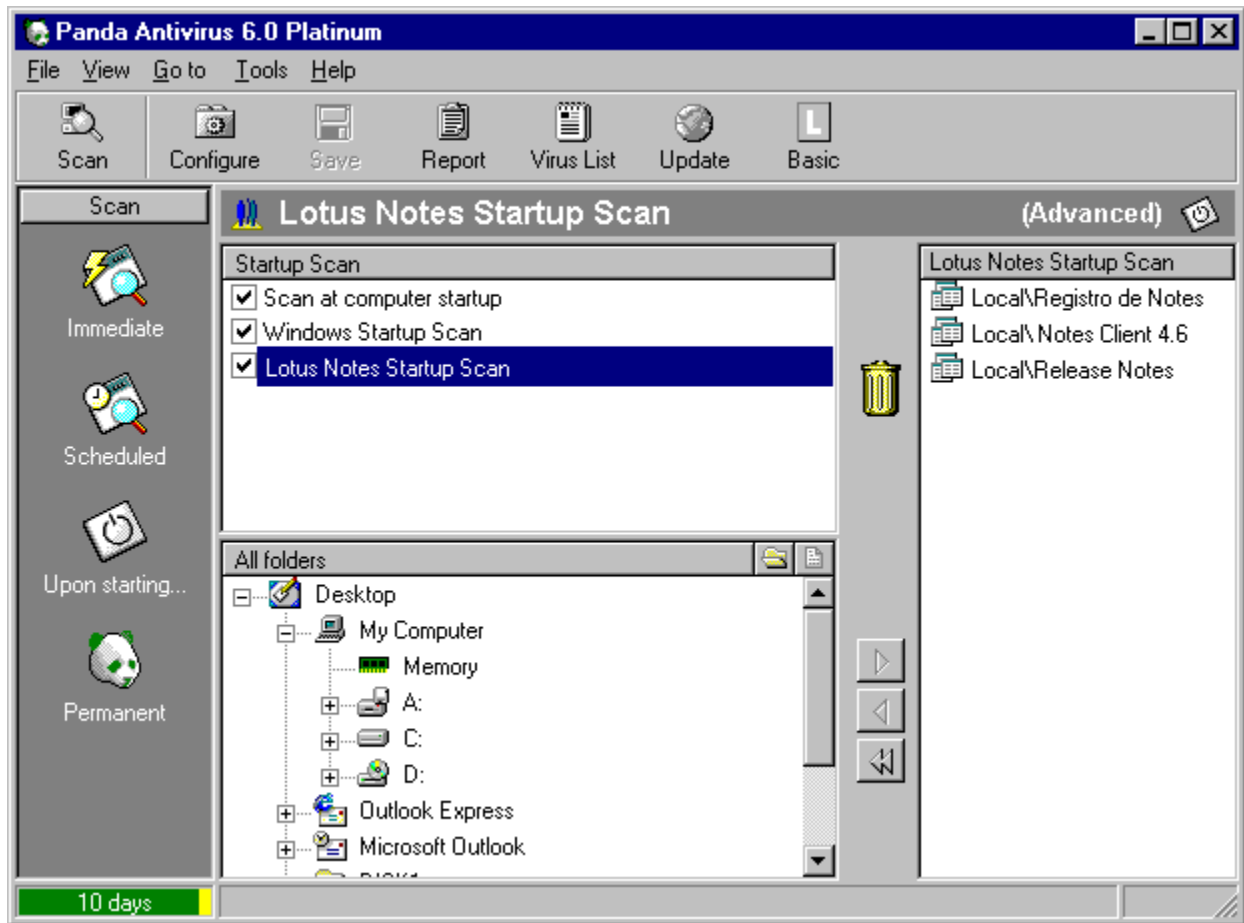 Panda Antivirus 6.0 Platinum
File View Go to Tools Help
Scan Configure Save Report Virus List Update Basic
Scan
Immediate
Scheduled
Upon starting...
Permanent
Lotus Notes Startup Scan (Advanced)
Startup Scan
Scan at computer startup
Windows Startup Scan
Lotus Notes Startup Scan
All folders
Desktop
My Computer
Memory
A:
C:
D:
Outlook Express
Microsoft Outlook
Lotus Notes Startup Scan
Local\Registro de Notes
Local\ Notes Client 4.6
Local\Release Notes
10 days